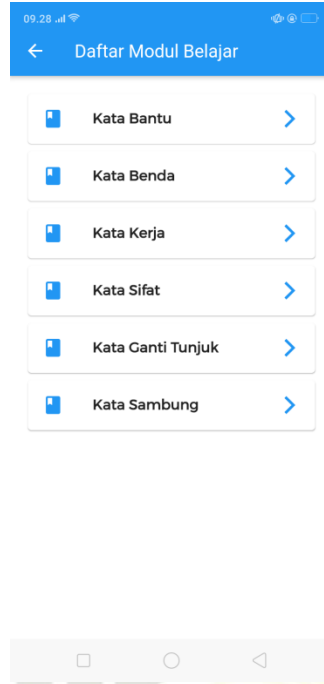 09.28
Daftar Modul Belajar
Kata Bantu
Kata Benda
Kata Kerja
Kata Sifat
Kata Ganti Tunjuk
Kata Sambung